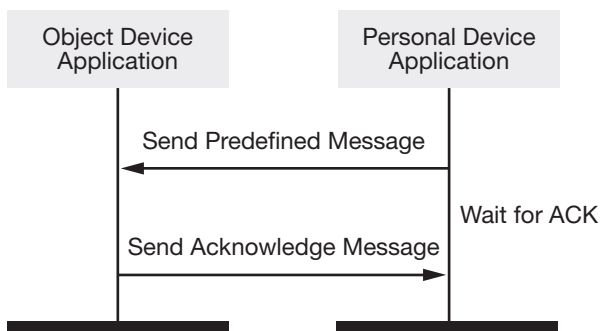 Object Device
Application
Personal Device
Application
Send Predefined Message
Wait for ACK
Send Acknowledge Message